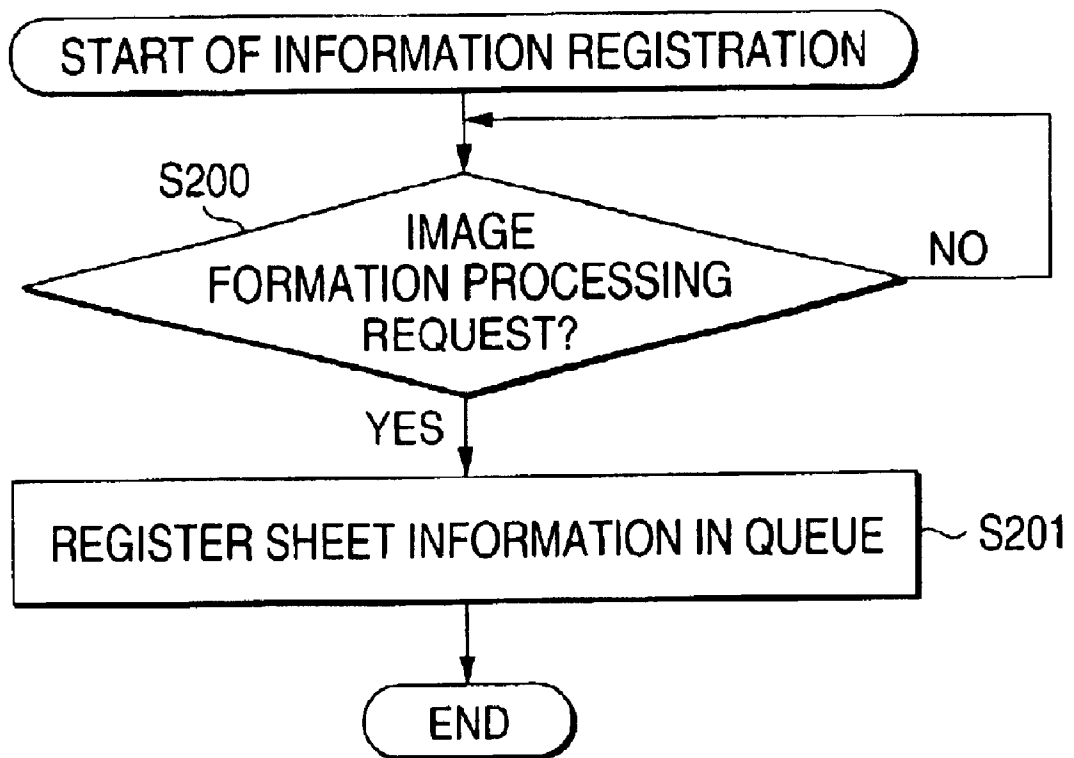 START OF INFORMATION REGISTRATION
S200
IMAGE
FORMATION PROCESSING
REQUEST?
NO
YES
REGISTER SHEET INFORMATION IN QUEUE
S201
END